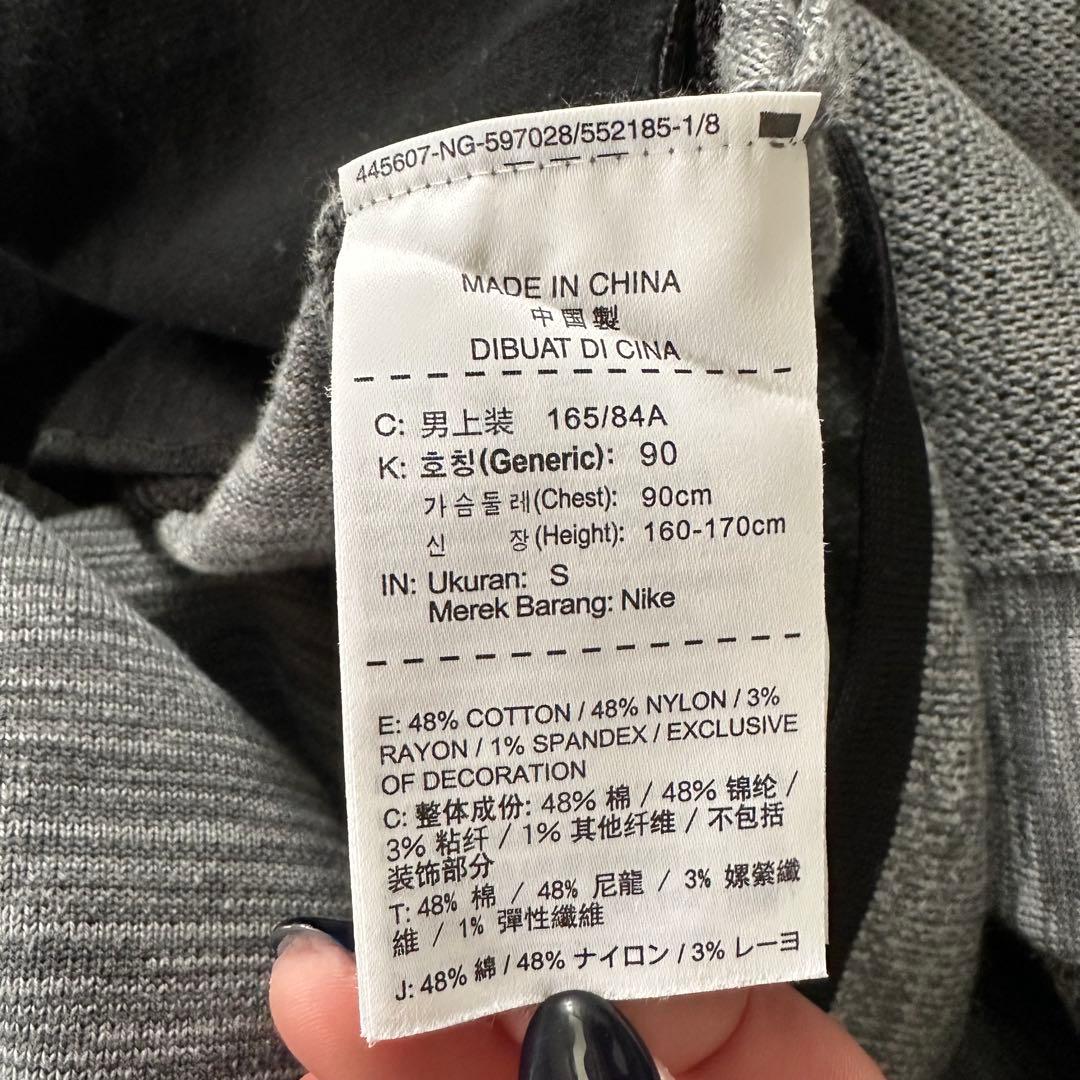 445607-NG-597028/552185-1/8
MADE IN CHINA
中国製
DIBUAT DI CINA
C: 男上装 165/84A
K: 호칭(Generic): 90
가슴둘레(Chest): 90cm
신 장(Height): 160-170cm
IN: Ukuran: S
Merek Barang: Nike
E: 48% COTTON / 48% NYLON / 3%
RAYON / 1% SPANDEX / EXCLUSIVE
OF DECORATION
C: 整体成份: 48% 棉 / 48% 锦纶 /
3% 粘纤 / 1% 其他纤维 / 不包括
装饰部分
T: 48% 棉 / 48% 尼龍 / 3% 嫘縈纖
維 / 1% 彈性纖維
J: 48% 綿 / 48% ナイロン / 3% レーヨ